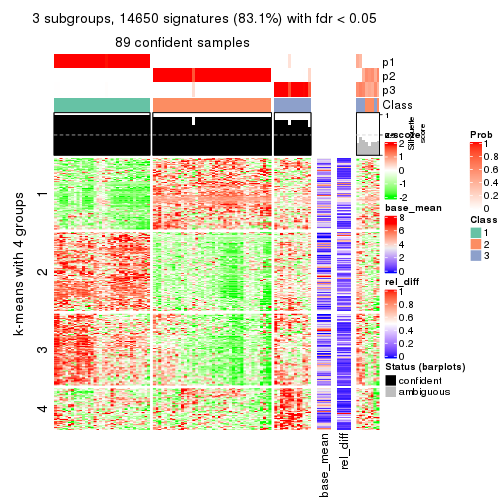 3 subgroups, 14650 signatures (83.1%) with fdr < 0.05
89 confident samples
p1
p2
p3
Class
1
Silhouette
score
k-means with 4 groups
1
2
3
4
base_mean
rel_diff
z-score
2
1
0
-1
-2
base_mean
8
6
4
2
0
rel_diff
1
0.8
0.6
0.4
0.2
0
Status (barplots)
confident
ambiguous
Prob
1
0.8
0.6
0.4
0.2
0
Class
1
2
3